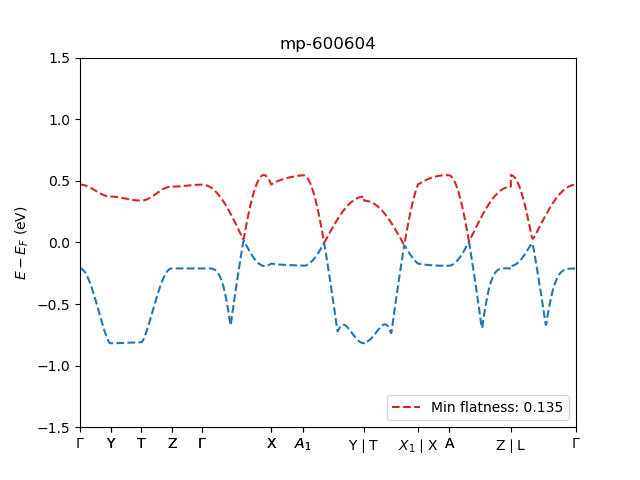 mp-600604
E − E_F (eV)
1.5
1.0
0.5
0.0
−0.5
−1.0
−1.5
Min flatness: 0.135
Γ Y T Z Γ X A₁ Y | T X₁ | X A Z | L Γ